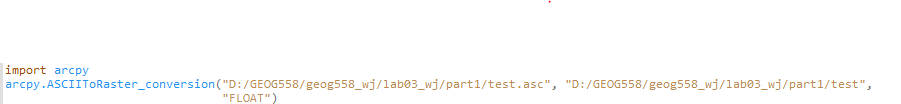 import arcpy
arcpy.ASCIIToRaster_conversion("D:/GEOG558/geog558_wj/lab03_wj/part1/test.asc", "D:/GEOG558/geog558_wj/lab03_wj/part1/test",
"FLOAT")